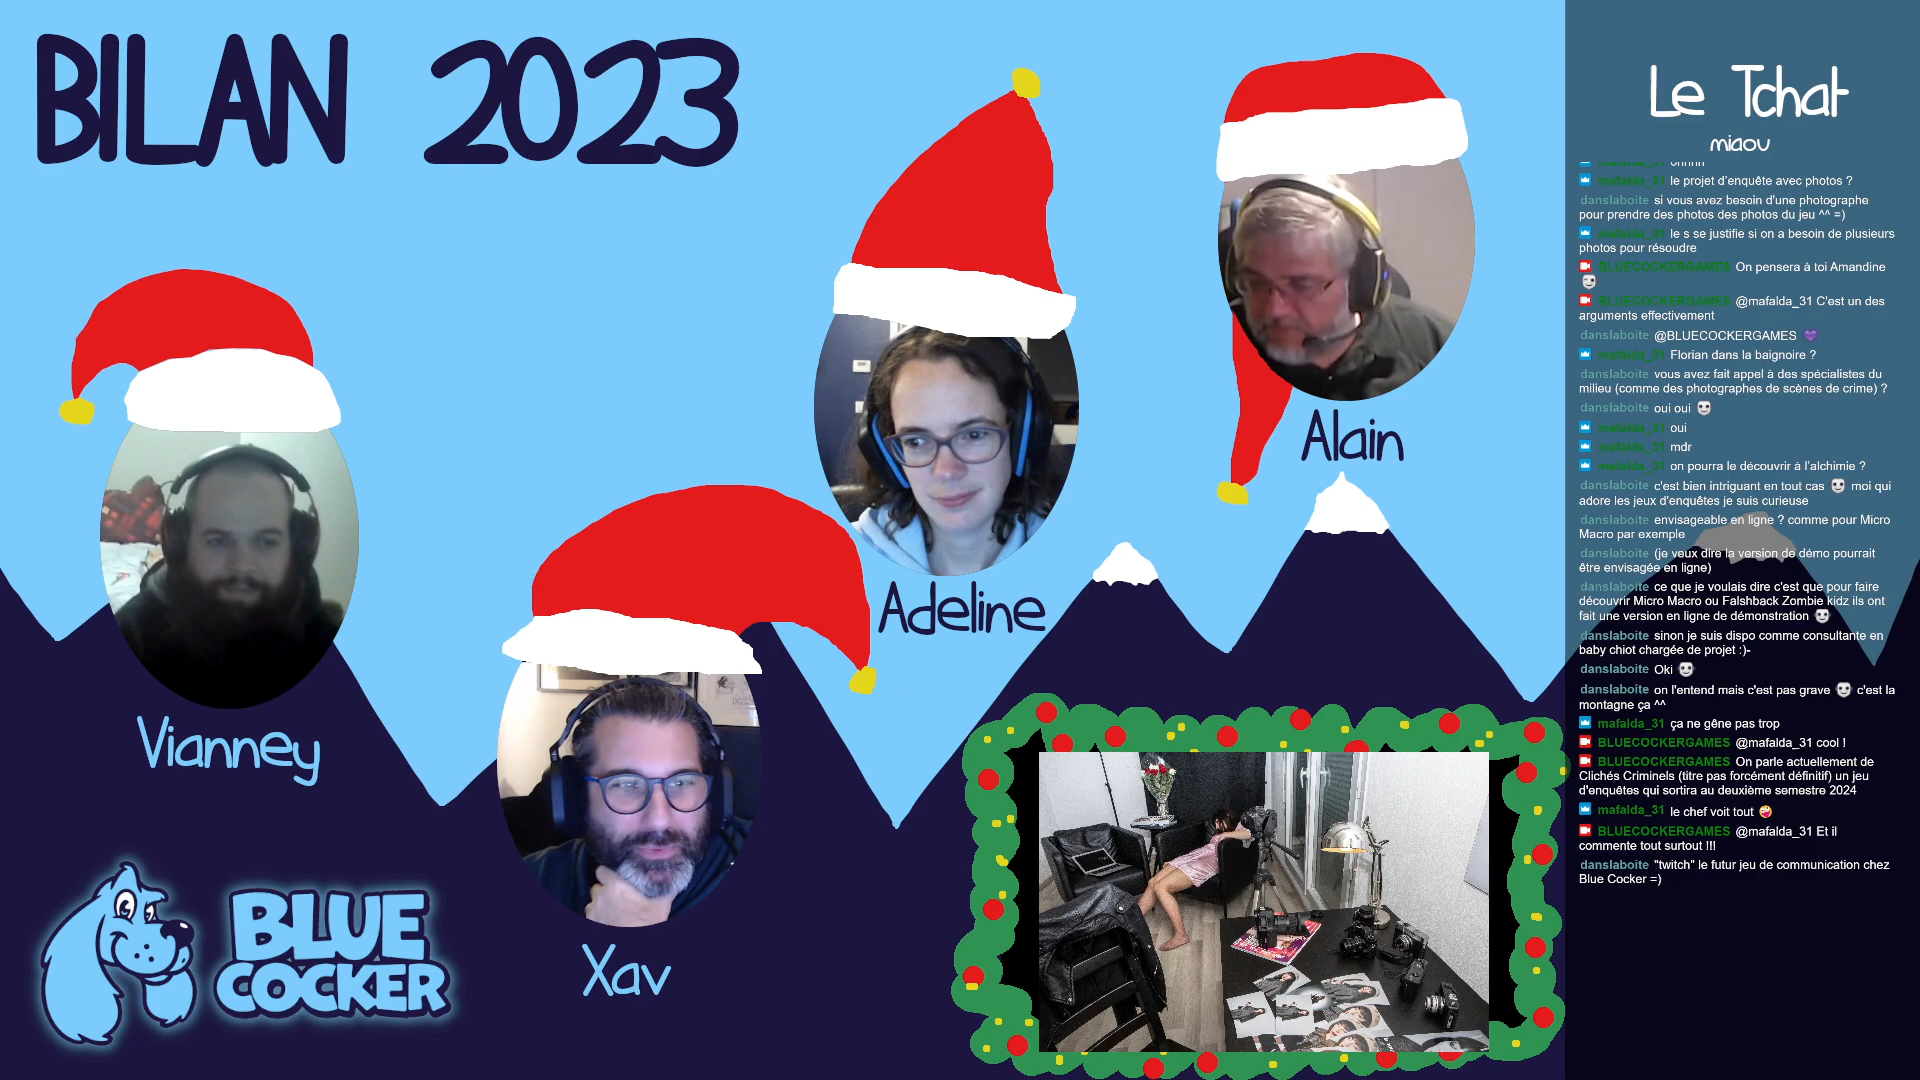 BILAN 2023
Vianney
Xav
Adeline
Alain
BLUE
COCKER
Le Tchat
miaou
mafalda_31 ohhhh
mafalda_31 le projet d'enquête avec photos ?
danslaboite si vous avez besoin d'une photographe
pour prendre des photos des photos du jeu ^^ =)
mafalda_31 le s se justifie si on a besoin de plusieurs
photos pour résoudre
BLUECOCKERGAMES On pensera à toi Amandine
BLUECOCKERGAMES @mafalda_31 C'est un des
arguments effectivement
danslaboite @BLUECOCKERGAMES
mafalda_31 Florian dans la baignoire ?
danslaboite vous avez fait appel à des spécialistes du
milieu (comme des photographes de scènes de crime) ?
danslaboite oui oui
mafalda_31 oui
mafalda_31 mdr
mafalda_31 on pourra le découvrir à l'alchimie ?
danslaboite c'est bien intriguant en tout cas moi qui
adore les jeux d'enquêtes je suis curieuse
danslaboite envisageable en ligne ? comme pour Micro
Macro par exemple
danslaboite (je veux dire la version de démo pourrait
être envisagée en ligne)
danslaboite ce que je voulais dire c'est que pour faire
découvrir Micro Macro ou Falshback Zombie kidz ils ont
fait une version en ligne de démonstration
danslaboite sinon je suis dispo comme consultante en
baby chiot chargée de projet :)-
danslaboite Oki
danslaboite on l'entend mais c'est pas grave c'est la
montagne ça ^^
mafalda_31 ça ne gêne pas trop
BLUECOCKERGAMES @mafalda_31 cool !
BLUECOCKERGAMES On parle actuellement de
Clichés Criminels (titre pas forcément définitif) un jeu
d'enquêtes qui sortira au deuxième semestre 2024
mafalda_31 le chef voit tout
BLUECOCKERGAMES @mafalda_31 Et il
commente tout surtout !!!
danslaboite "twitch" le futur jeu de communication chez
Blue Cocker =)